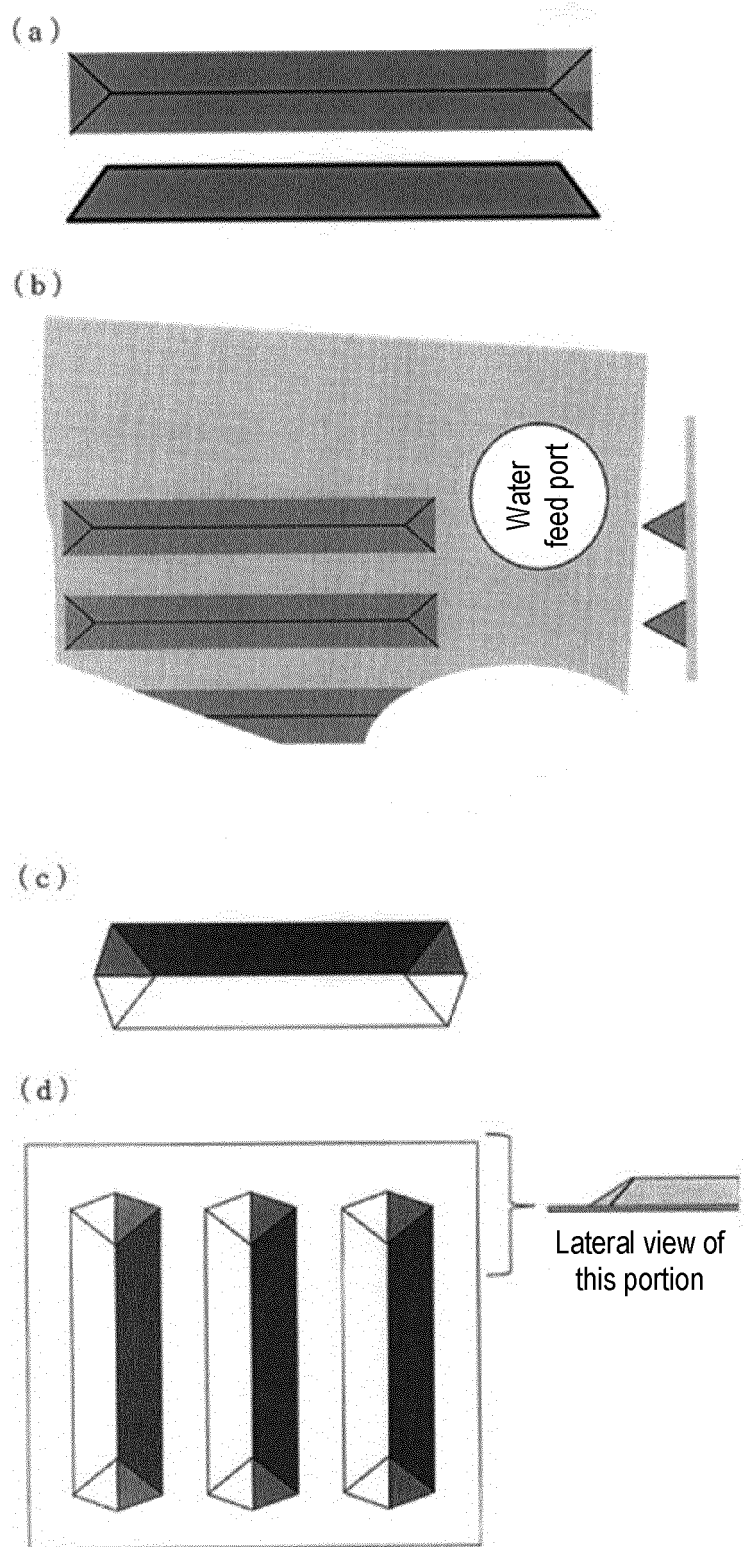 (a)
(b)
Water
feed port
(c)
(d)
Lateral view of
this portion